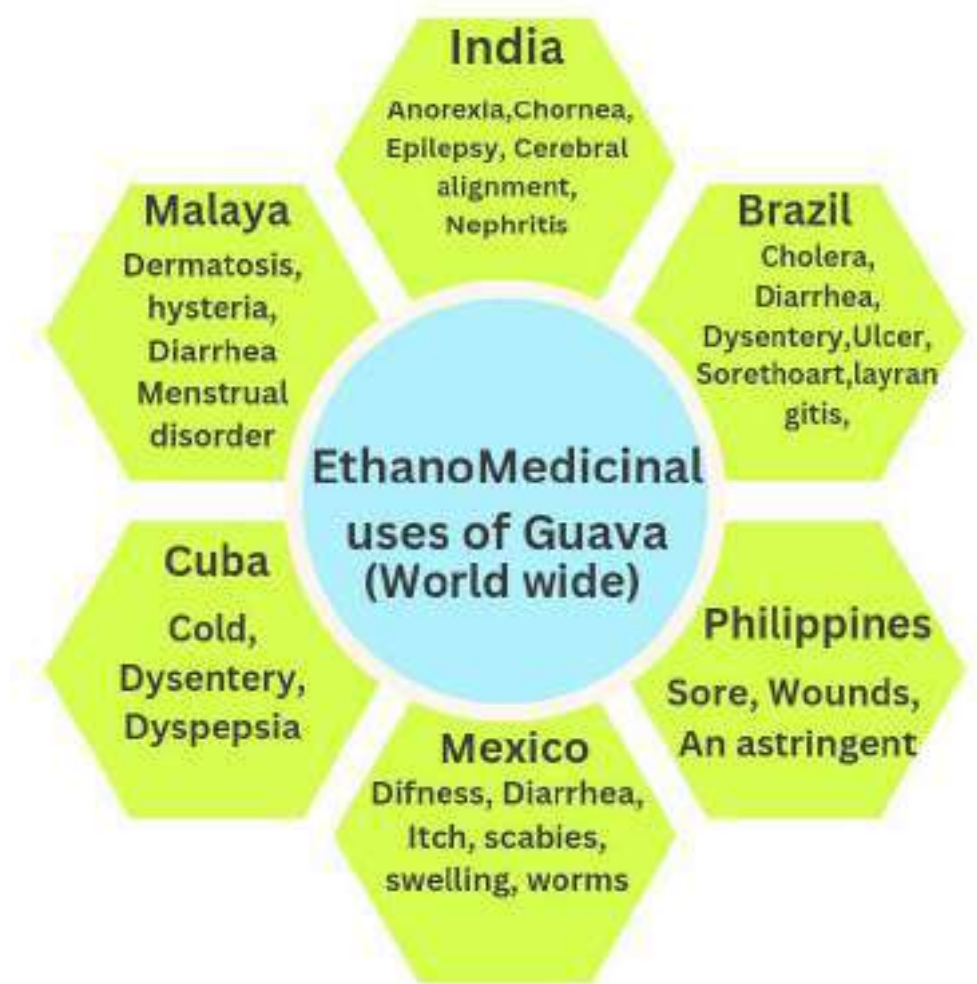 India
Anorexia,Chornea,
Epilepsy, Cerebral
alignment,
Nephritis
Malaya
Dermatosis,
hysteria,
Diarrhea
Menstrual
disorder
Brazil
Cholera,
Diarrhea,
Dysentery,Ulcer,
Sorethoart,layran
gitis,
EthanoMedicinal
uses of Guava
(World wide)
Cuba
Cold,
Dysentery,
Dyspepsia
Philippines
Sore, Wounds,
An astringent
Mexico
Difness, Diarrhea,
Itch, scabies,
swelling, worms